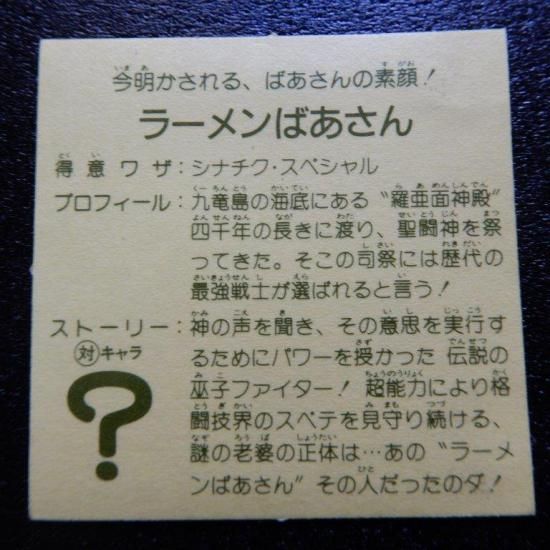 今明かされる、ばあさんの素顔!
ラーメンばあさん
得意ワザ:シナチク・スペシャル
プロフィール:九竜島の海底にある“羅亜面神殿”
四千年の長きに渡り、聖闘神を祭
ってきた。そこの司祭には歴代の
最強戦士が選ばれると言う!
ストーリー:神の声を聞き、その意思を実行す
対キャラ
?
るためにパワーを授かった伝説の
巫子ファイター!超能力により格
闘技界のスペテを見守り続ける、
謎の老婆の正体は…あの“ラーメ
ンばあさん”その人だったのダ!